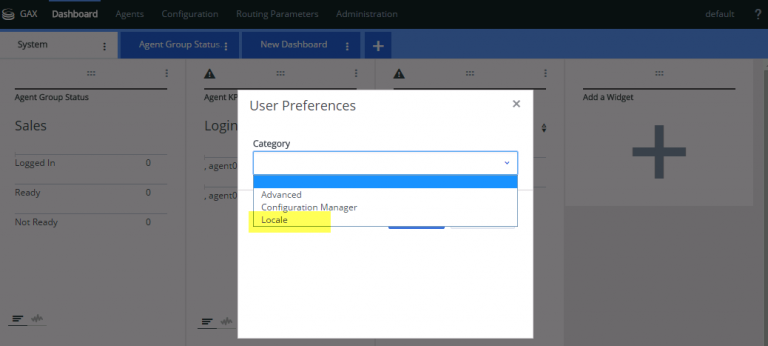 GAX Dashboard Agents Configuration Routing Parameters Administration default ?
System Agent Group Status. New Dashboard +
Agent Group Status
Sales
Logged In 0
Ready 0
Not Ready 0
Agent KP
Login
, agent0
, agent0
User Preferences ×
Category
Advanced
Configuration Manager
Locale
Add a Widget